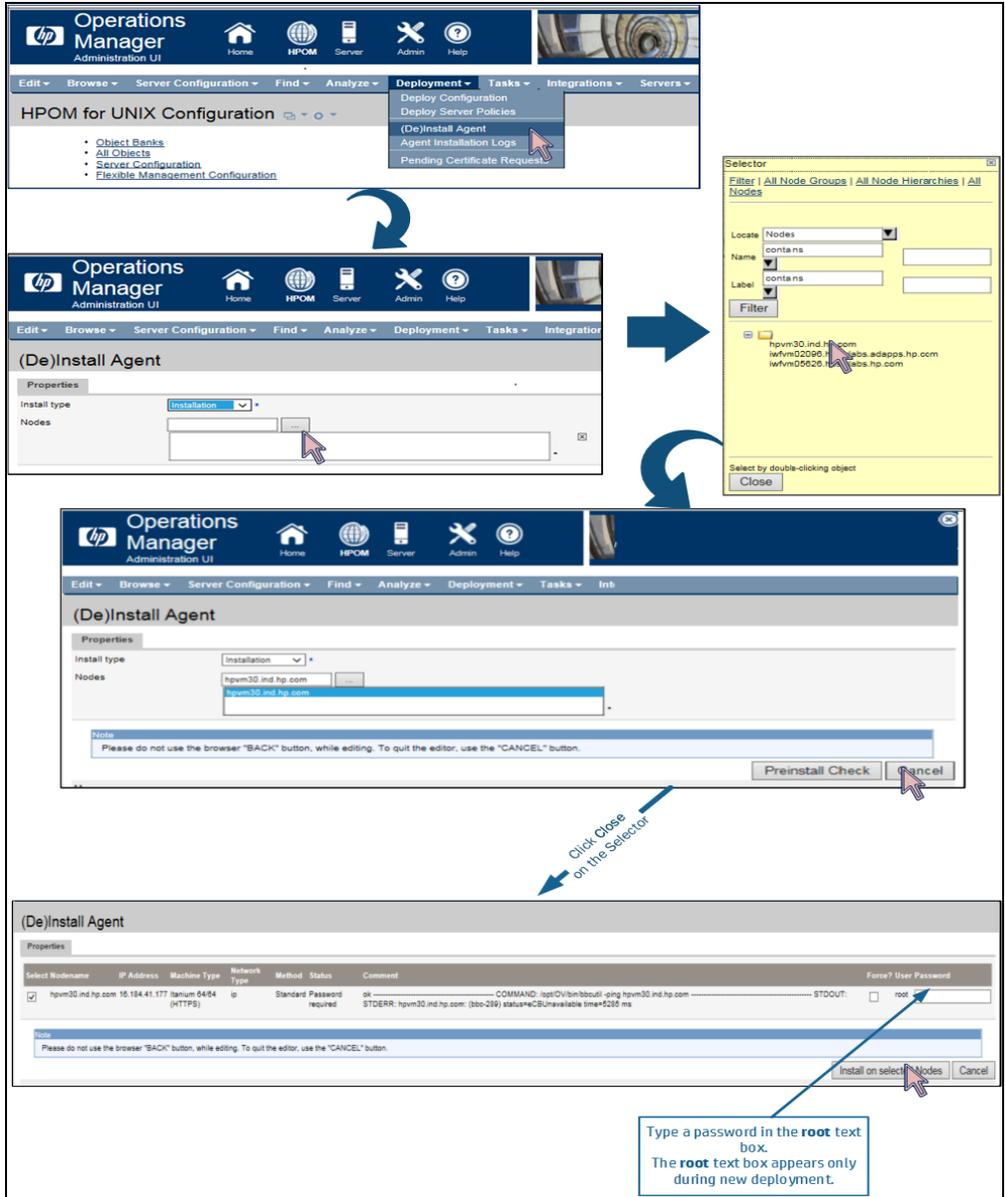 hp
Operations
Manager
Administration UI
Home
HPOM
Server
Admin
Help
Edit
Browse
Server Configuration
Find
Analyze
Deployment
Tasks
Integrations
Servers
Deploy Configuration
Deploy Server Policies
(De)Install Agent
Agent Installation Logs
Pending Certificate Request
HPOM for UNIX Configuration
• Object Banks
• All Objects
• Server Configuration
• Flexible Management Configuration
Selector
Filter | All Node Groups | All Node Hierarchies | All
Nodes
Locate Nodes
Name contains
Label contains
Filter
hpvm30.ind.hp.com
Select by double-clicking object
Close
hp
Operations
Manager
Administration UI
Home
HPOM
Server
Admin
Help
Edit
Browse
Server Configuration
Find
Analyze
Deployment
Tasks
Integration
(De)Install Agent
Properties
Install type Installation *
Nodes ...
hp
Operations
Manager
Administration UI
Home
HPOM
Server
Admin
Help
Edit
Browse
Server Configuration
Find
Analyze
Deployment
Tasks
Int
(De)Install Agent
Properties
Install type Installation *
Nodes hpvm30.ind.hp.com ...
hpvm30.ind.hp.com
Note
Please do not use the browser "BACK" button, while editing. To quit the editor, use the "CANCEL" button.
Preinstall Check Cancel
Click Close
on the Selector
(De)Install Agent
Properties
Select Nodename IP Address Machine Type Network Type Method Status Comment Force? User Password
hpvm30.ind.hp.com 16.184.41.177 Itanium 64/64 ip Standard Password ok ---- COMMAND: /opt/OV/bin/bbcutil -ping hpvm30.ind.hp.com ---- STDOUT: root
(HTTPS) required STDERR: hpvm30.ind.hp.com: (bbc-289) status=eCBUnavailable time=5285 ms
Note
Please do not use the browser "BACK" button, while editing. To quit the editor, use the "CANCEL" button.
Install on selected Nodes Cancel
Type a password in the root text
box.
The root text box appears only
during new deployment.